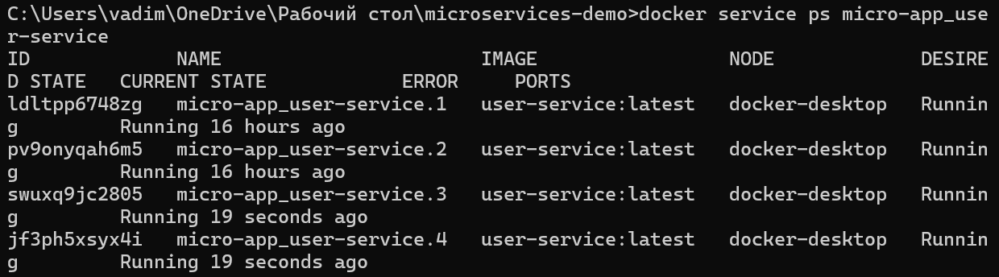 C:\Users\vadim\OneDrive\Рабочий стол\microservices-demo>docker service ps micro-app_use
r-service
ID             NAME                       IMAGE                 NODE             DESIRE
D STATE   CURRENT STATE            ERROR     PORTS
ldltpp6748zg   micro-app_user-service.1   user-service:latest   docker-desktop   Runnin
g         Running 16 hours ago
pv9onyqah6m5   micro-app_user-service.2   user-service:latest   docker-desktop   Runnin
g         Running 16 hours ago
swuxq9jc2805   micro-app_user-service.3   user-service:latest   docker-desktop   Runnin
g         Running 19 seconds ago
jf3ph5xsyx4i   micro-app_user-service.4   user-service:latest   docker-desktop   Runnin
g         Running 19 seconds ago